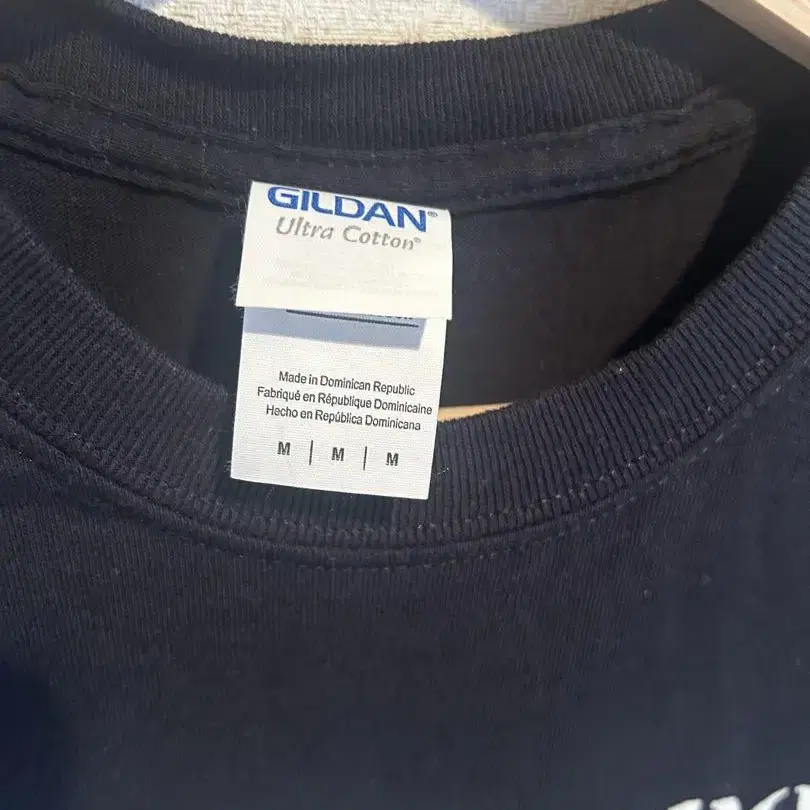 GILDAN®
Ultra Cotton®
Made in Dominican Republic
Fabriqué en République Dominicaine
Hecho en República Dominicana
M | M | M